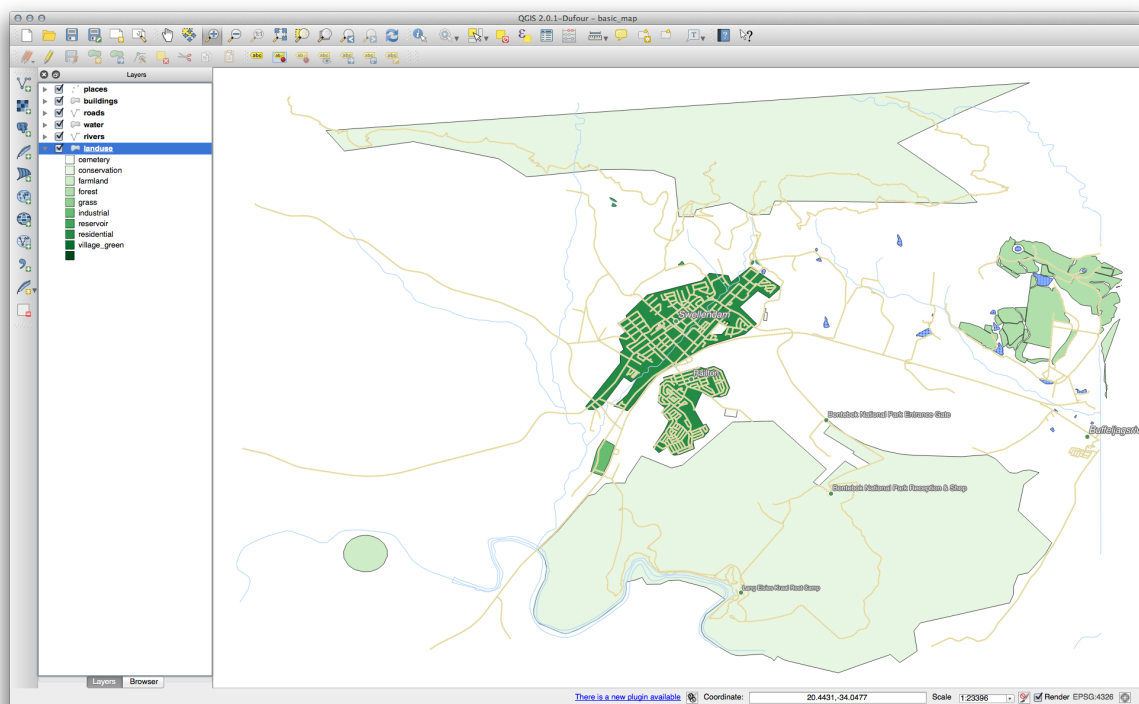 QGIS 2.0.1-Dufour - basic_map
Layers
places
buildings
roads
water
rivers
landuse
cemetery
conservation
farmland
forest
grass
industrial
reservoir
residential
village_green
Swellendam
Railton
Bontebok National Park Entrance Gate
Buffeljagsriv
Bontebok National Park Reception & Shop
Lang Elsies Kraal Rest Camp
Layers Browser
There is a new plugin available Coordinate: 20.4431,-34.0477 Scale 1:23396 Render EPSG:4326